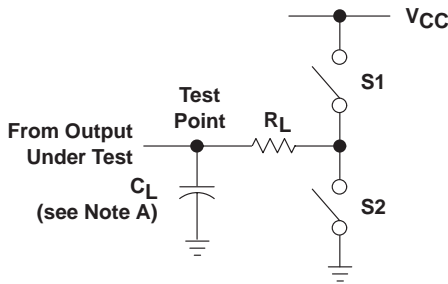 VCC
S1
Test
Point
RL
From Output
Under Test
CL
(see Note A)
S2